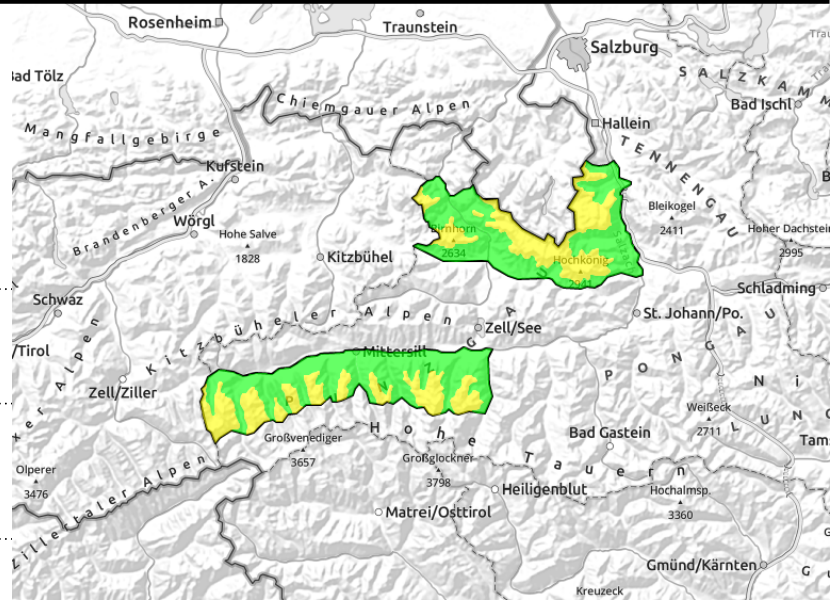 Rosenheim
Traunstein
Salzburg
Bad Tölz
SALZKAMM
Bad Ischl
Chiemgauer Alpen
Hallein
Mangfallgebirge
TENNENGAU
Kufstein
Brandenberger A.
Wörgl
Hohe Salve
1828
Bleikogel
2411
Hoher Dachstein
2995
Birnhorn
2634
Kitzbühel
Hochkönig
2941
Schladming
Schwaz
Kitzbüheler Alpen
Zell/See
St. Johann/Po.
/Tirol
Mittersill
PINZGAU
PONGAU
Zell/Ziller
Weißeck
2711
LUNG
Großvenediger
3657
Hohe Tauern
Bad Gastein
Tams
Olperer
3476
Großglockner
3798
Zillertaler Alpen
Heiligenblut
Hochalmsp.
3360
Matrei/Osttirol
Gmünd/Kärnten
Kreuzeck